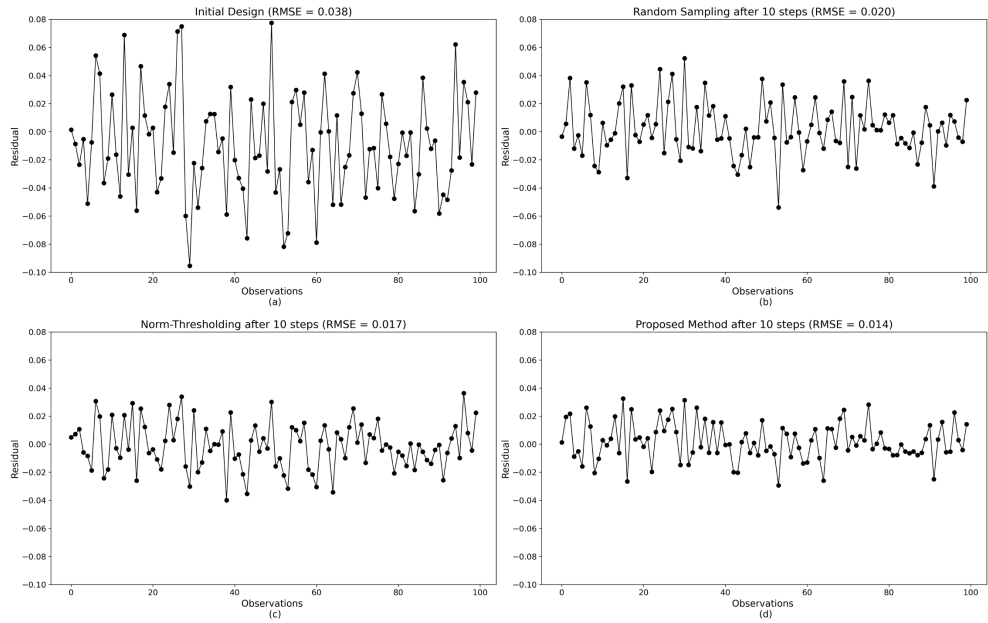 Initial Design (RMSE = 0.038)
0.08
0.06
0.04
0.02
0.00
−0.02
−0.04
−0.06
−0.08
−0.10
Residual
0 20 40 60 80 100
Observations
(a)
Random Sampling after 10 steps (RMSE = 0.020)
0.08
0.06
0.04
0.02
0.00
−0.02
−0.04
−0.06
−0.08
−0.10
Residual
0 20 40 60 80 100
Observations
(b)
Norm-Thresholding after 10 steps (RMSE = 0.017)
0.08
0.06
0.04
0.02
0.00
−0.02
−0.04
−0.06
−0.08
−0.10
Residual
0 20 40 60 80 100
Observations
(c)
Proposed Method after 10 steps (RMSE = 0.014)
0.08
0.06
0.04
0.02
0.00
−0.02
−0.04
−0.06
−0.08
−0.10
Residual
0 20 40 60 80 100
Observations
(d)